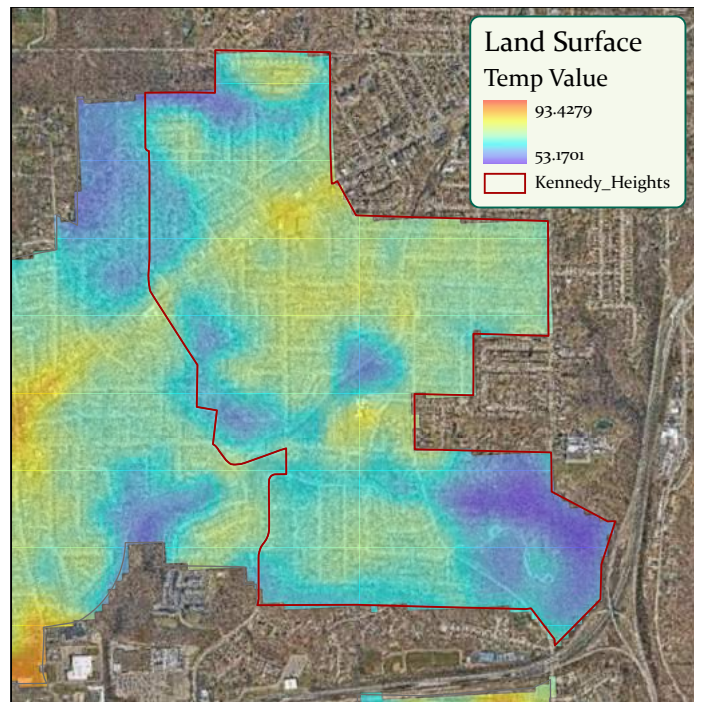 Land Surface
Temp Value
93.4279
53.1701
Kennedy_Heights